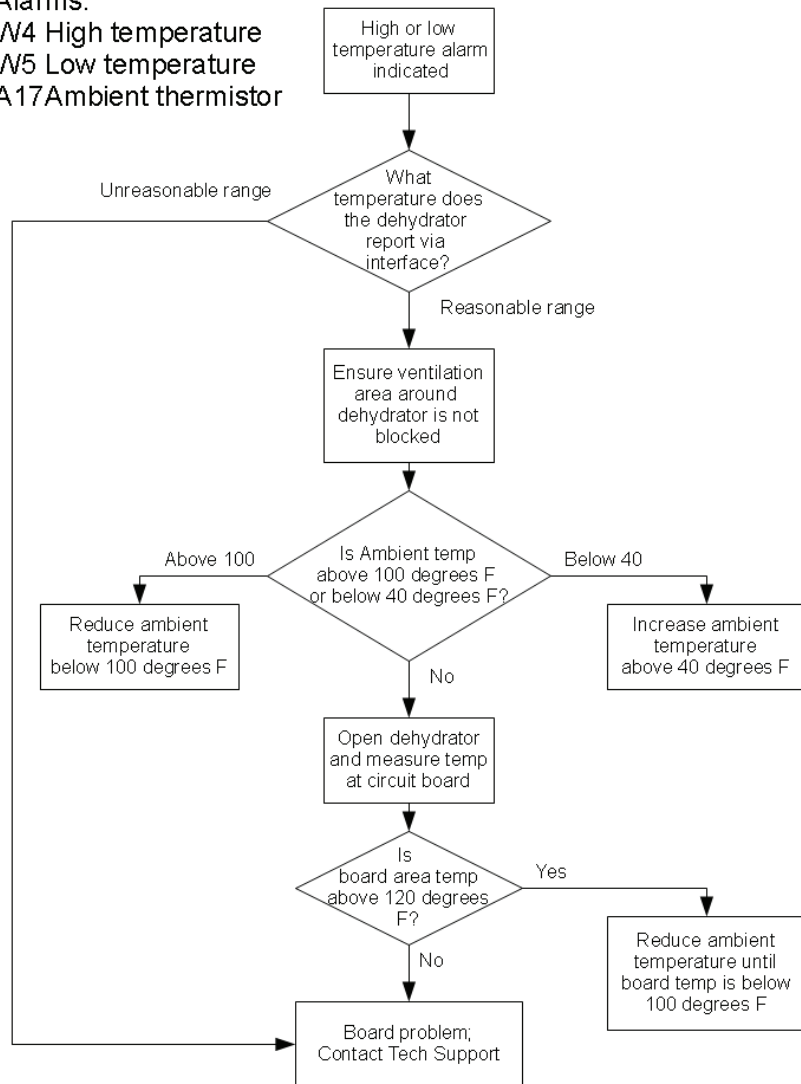 Alarms:
W4 High temperature
W5 Low temperature
A17Ambient thermistor
High or low
temperature alarm
indicated
What
temperature does
the dehydrator
report via
interface?
Unreasonable range
Reasonable range
Ensure ventilation
area around
dehydrator is not
blocked
Is Ambient temp
above 100 degrees F
or below 40 degrees F?
Above 100
Below 40
Reduce ambient
temperature
below 100 degrees F
Increase ambient
temperature
above 40 degrees F
No
Open dehydrator
and measure temp
at circuit board
Is
board area temp
above 120 degrees
F?
Yes
Reduce ambient
temperature until
board temp is below
100 degrees F
No
Board problem;
Contact Tech Support